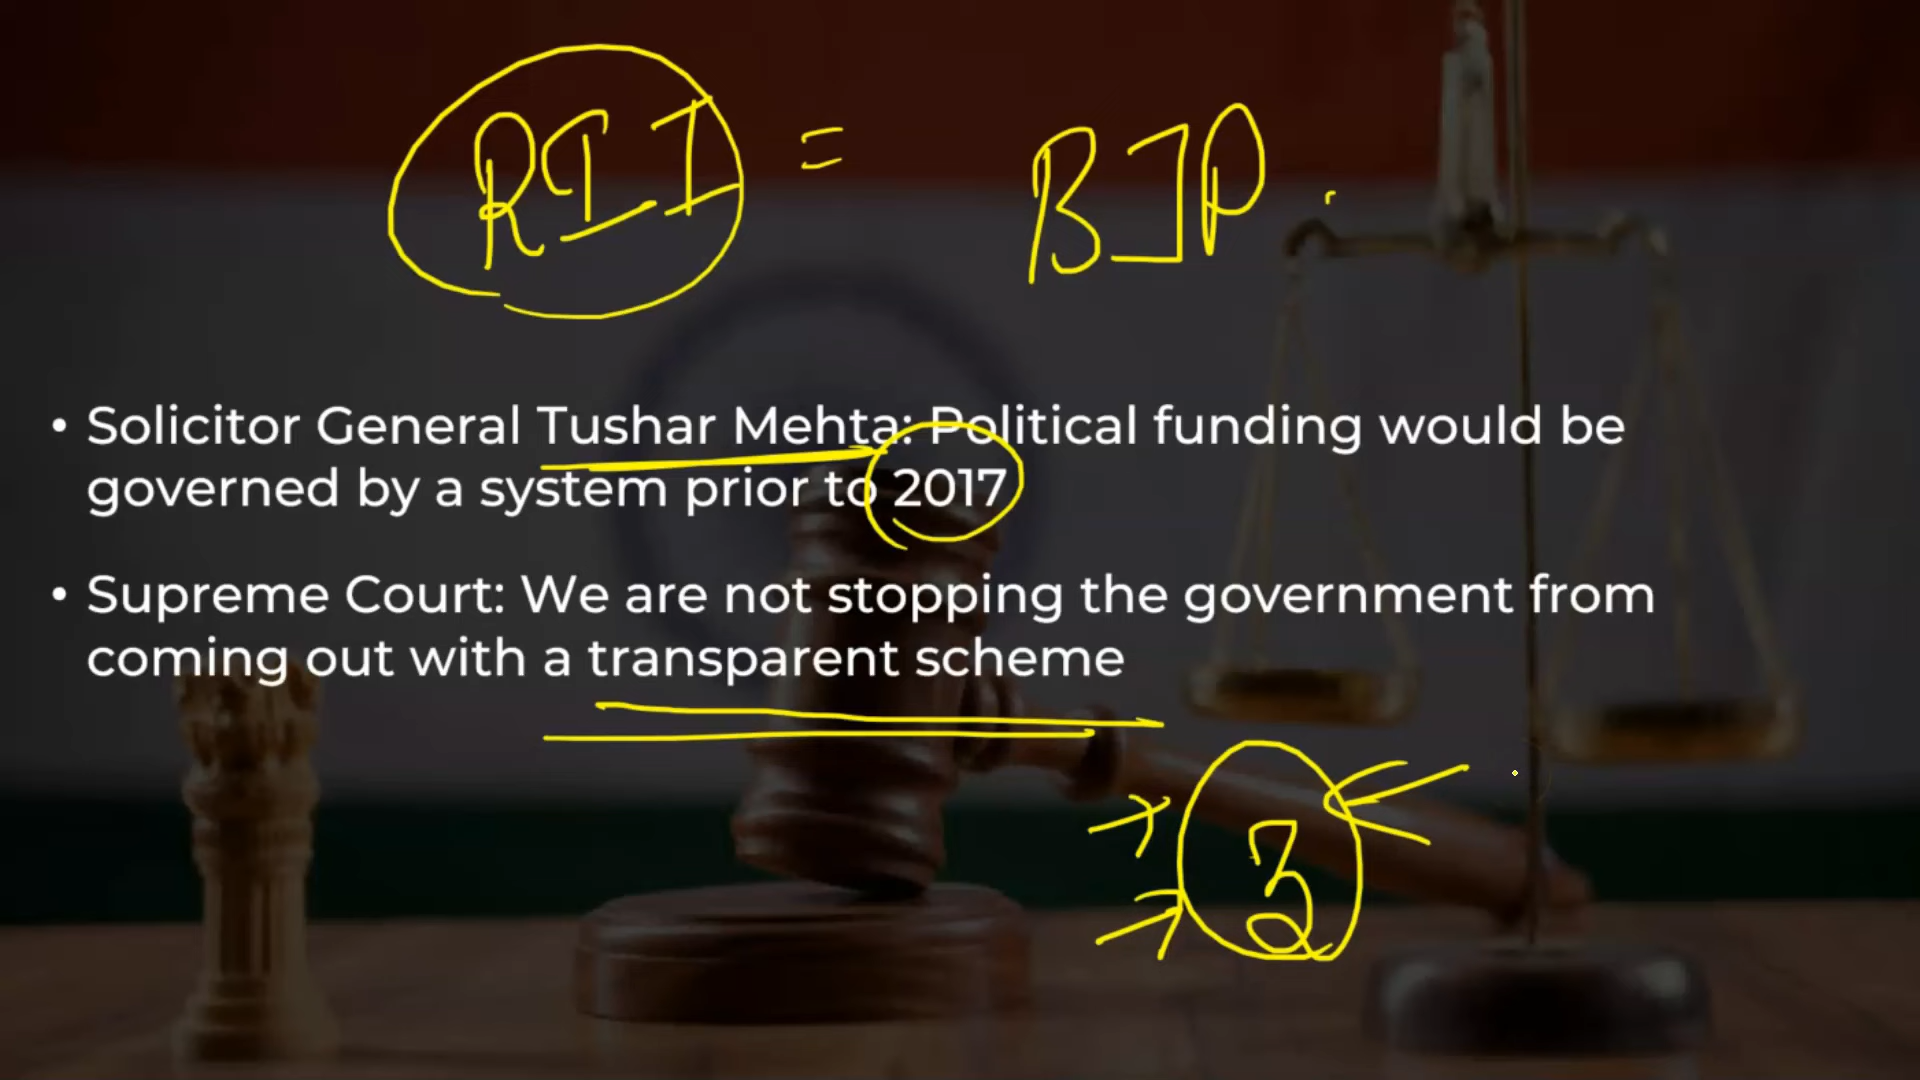 RTI = BJP.
• Solicitor General Tushar Mehta: Political funding would be
governed by a system prior to 2017
• Supreme Court: We are not stopping the government from
coming out with a transparent scheme